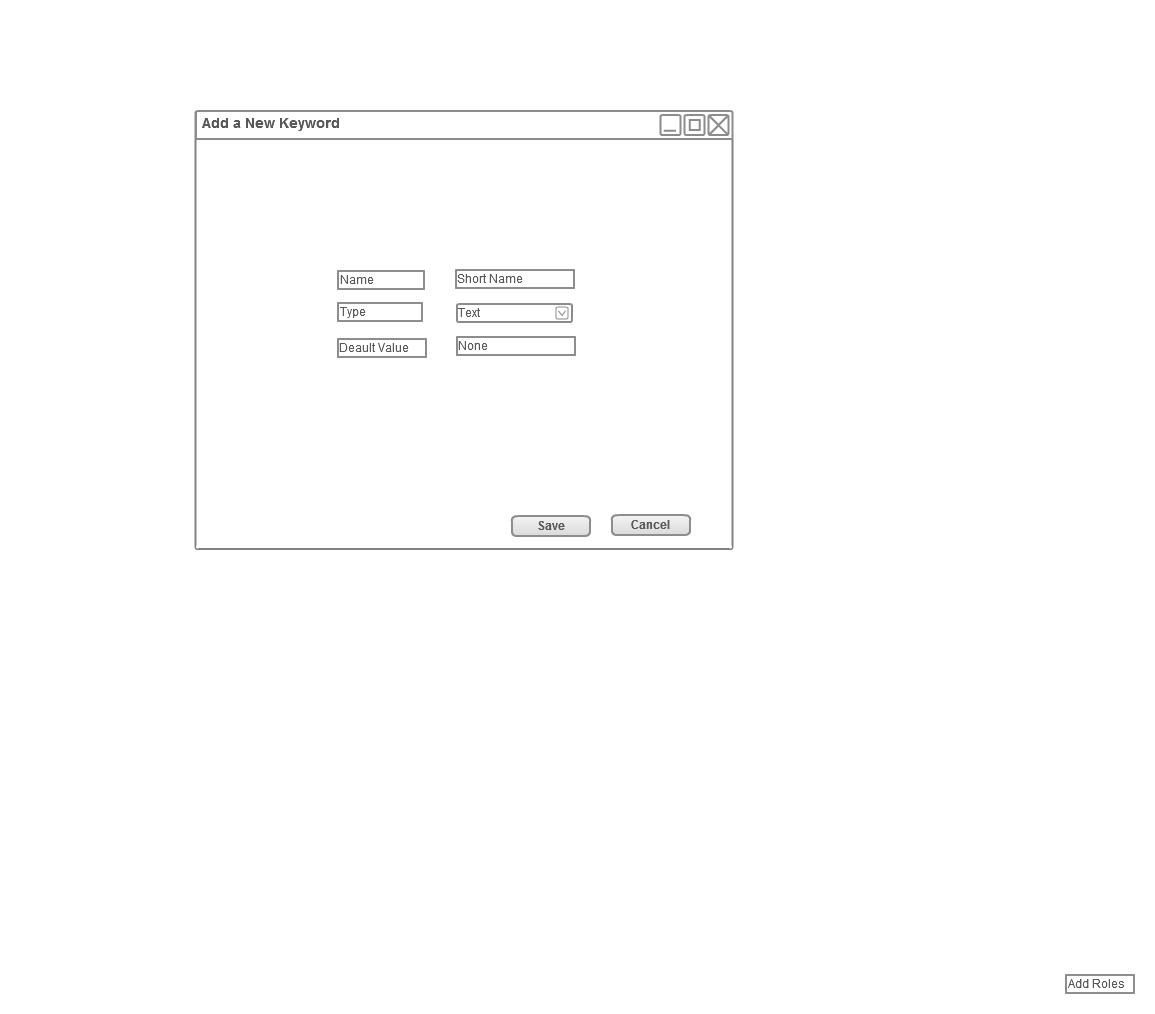 Add a New Keyword
Name
Short Name
Type
Text
Deault Value
None
Save
Cancel
Add Roles